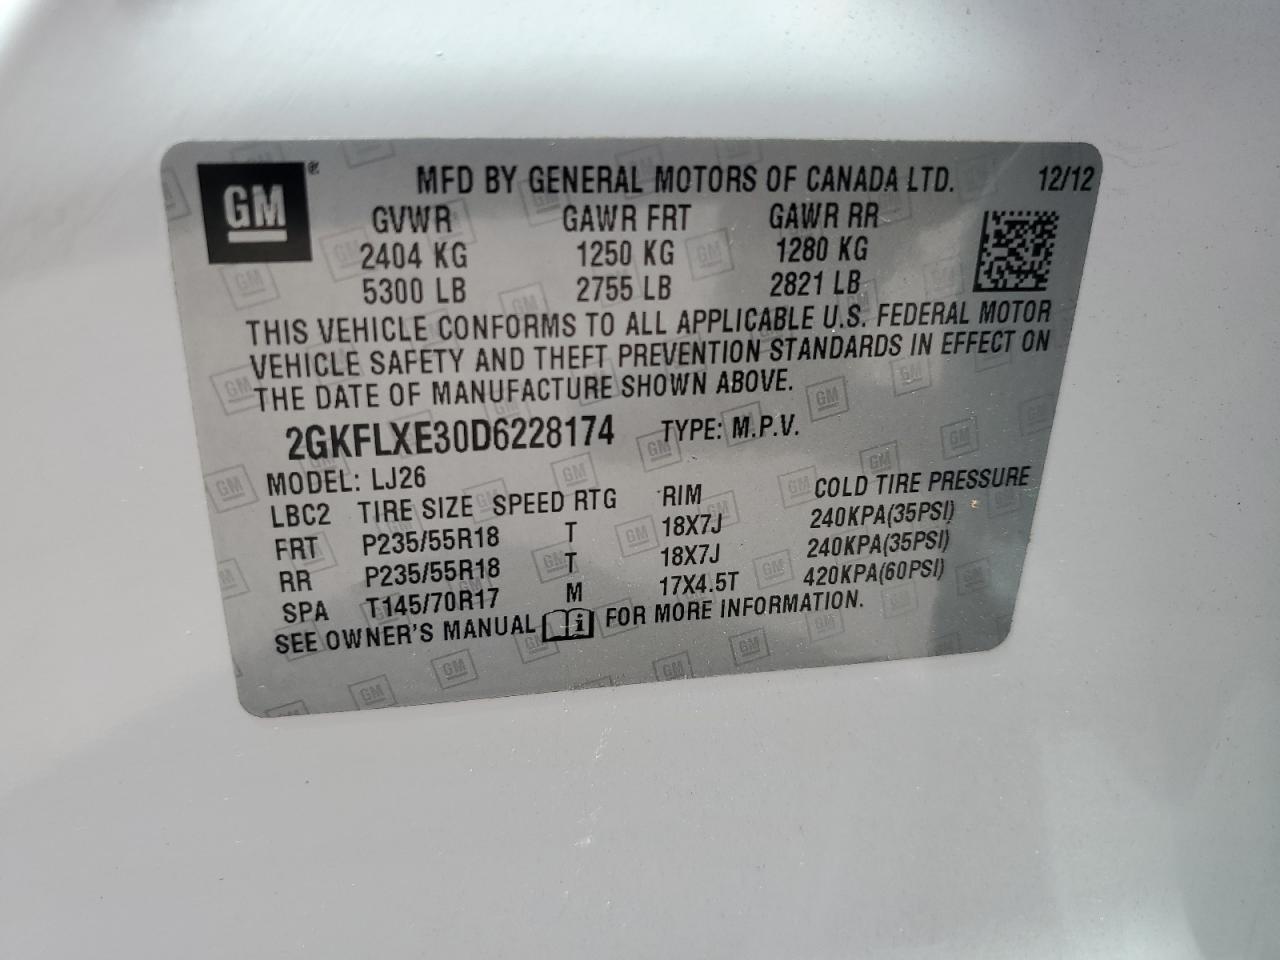 GM ® MFD BY GENERAL MOTORS OF CANADA LTD. 12/12
GVWR GAWR FRT GAWR RR
2404 KG 1250 KG 1280 KG
5300 LB 2755 LB 2821 LB
THIS VEHICLE CONFORMS TO ALL APPLICABLE U.S. FEDERAL MOTOR
VEHICLE SAFETY AND THEFT PREVENTION STANDARDS IN EFFECT ON
THE DATE OF MANUFACTURE SHOWN ABOVE.
2GKFLXE30D6228174 TYPE: M.P.V.
MODEL: LJ26
LBC2 TIRE SIZE SPEED RTG RIM COLD TIRE PRESSURE
FRT P235/55R18 T 18X7J 240KPA(35PSI)
RR P235/55R18 T 18X7J 240KPA(35PSI)
SPA T145/70R17 M 17X4.5T 420KPA(60PSI)
SEE OWNER'S MANUAL i FOR MORE INFORMATION.